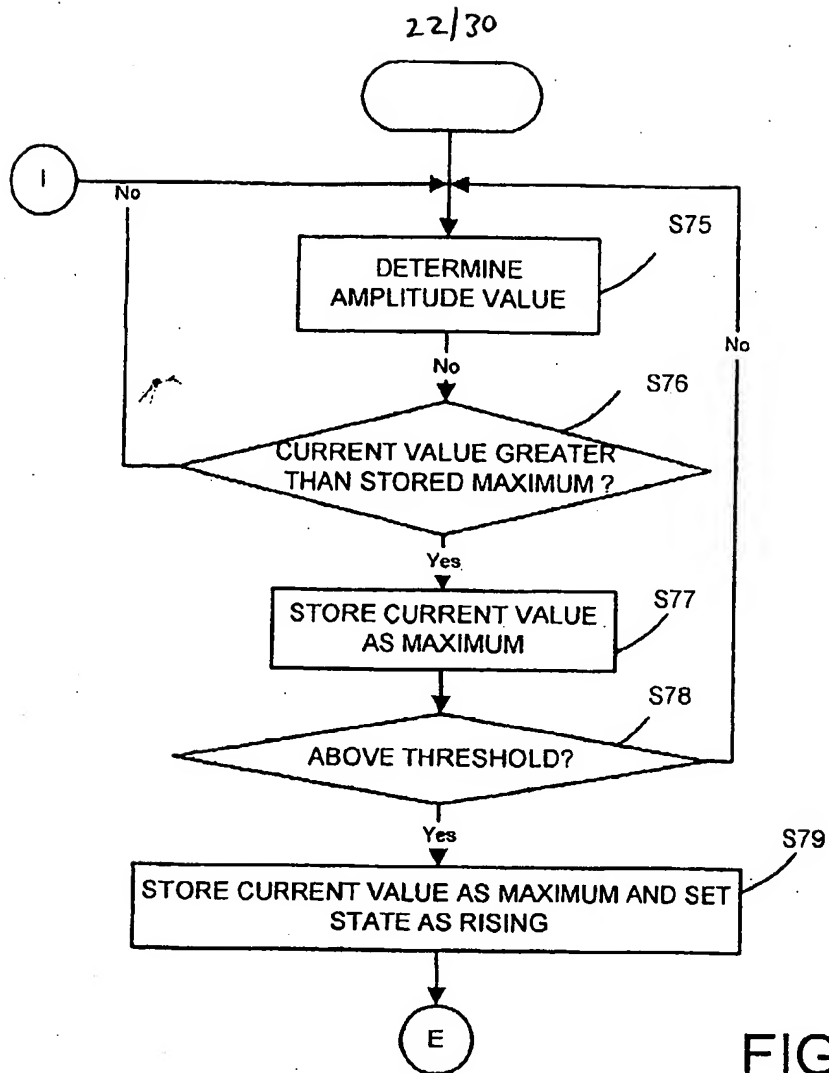 22/30
I
No
S75
DETERMINE
AMPLITUDE VALUE
No
No
S76
CURRENT VALUE GREATER
THAN STORED MAXIMUM ?
Yes
S77
STORE CURRENT VALUE
AS MAXIMUM
S78
ABOVE THRESHOLD?
Yes
S79
STORE CURRENT VALUE AS MAXIMUM AND SET
STATE AS RISING
E
FIG